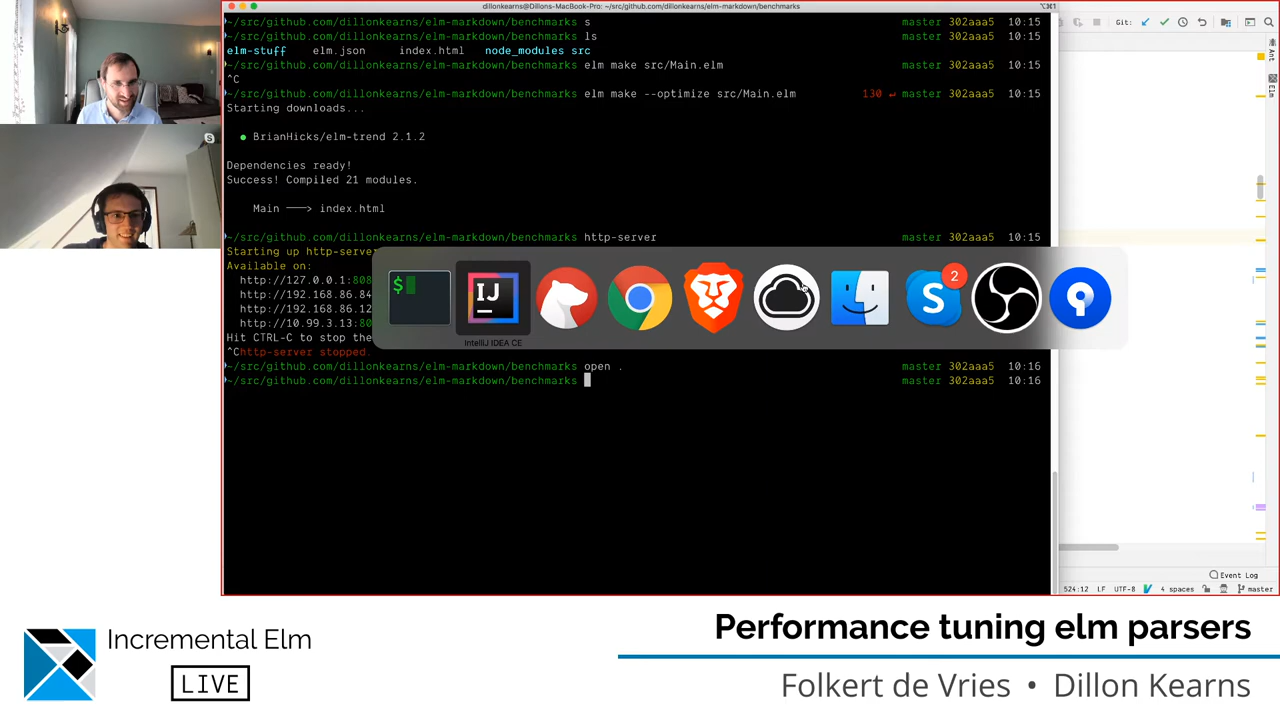 dillonkearns@Dillons-MacBook-Pro: ~/src/github.com/dillonkearns/elm-markdown/benchmarks
~/src/github.com/dillonkearns/elm-markdown/benchmarks s master 302aaa5 10:15
~/src/github.com/dillonkearns/elm-markdown/benchmarks ls master 302aaa5 10:15
elm-stuff elm.json index.html node_modules src
~/src/github.com/dillonkearns/elm-markdown/benchmarks elm make src/Main.elm master 302aaa5 10:15
^C
~/src/github.com/dillonkearns/elm-markdown/benchmarks elm make --optimize src/Main.elm 130 ↵ master 302aaa5 10:15
Starting downloads...
● BrianHicks/elm-trend 2.1.2
Dependencies ready!
Success! Compiled 21 modules.
Main ───> index.html
~/src/github.com/dillonkearns/elm-markdown/benchmarks http-server master 302aaa5 10:15
Starting up http-serve
Available on:
http://127.0.0.1:808
http://192.168.86.84
http://192.168.86.12
http://10.99.3.13:80
Hit CTRL-C to stop the
^Chttp-server stopped.
~/src/github.com/dillonkearns/elm-markdown/benchmarks open . master 302aaa5 10:16
~/src/github.com/dillonkearns/elm-markdown/benchmarks master 302aaa5 10:16
$
IJ
S
2
IntelliJ IDEA CE
Git:
Ant
Elm
Event Log
524:12 LF UTF-8 4 spaces master
Incremental Elm
LIVE
Performance tuning elm parsers
Folkert de Vries • Dillon Kearns